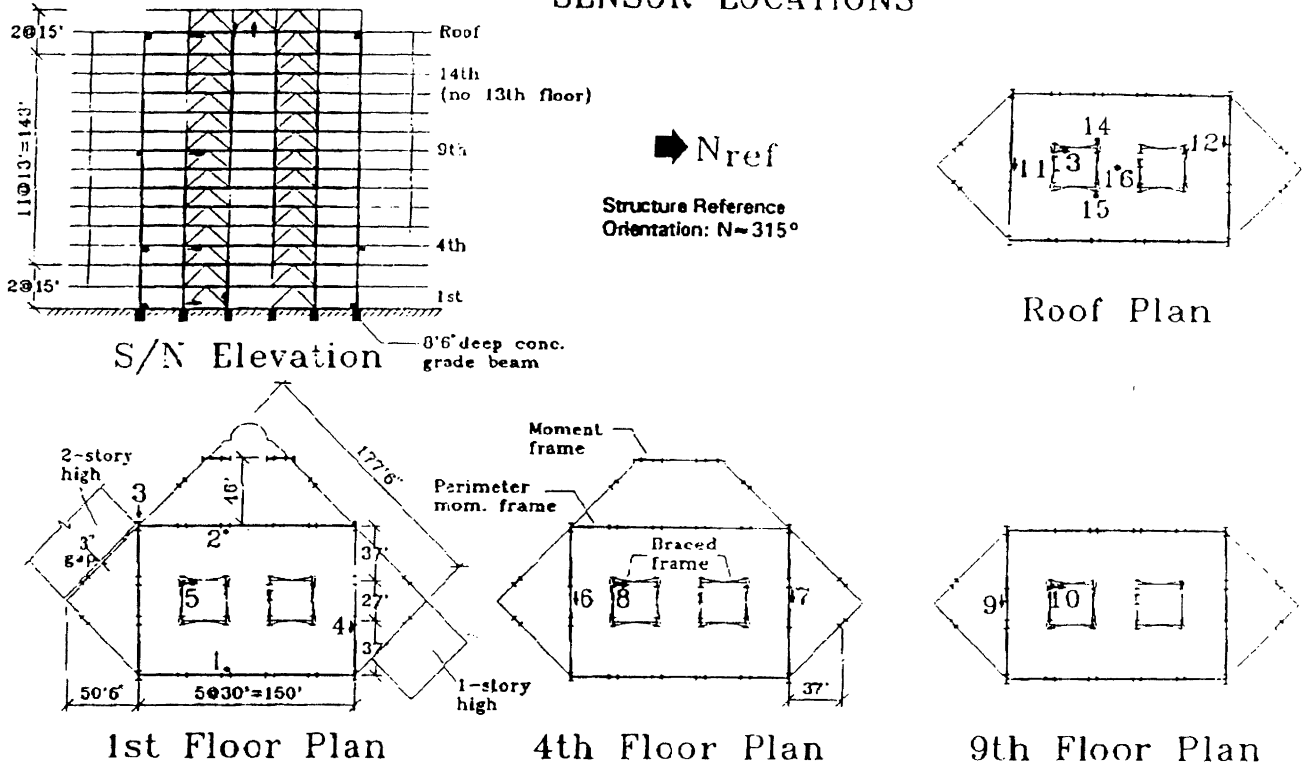 SENSOR LOCATIONS
2@15'
11@13'=143'
2@15'
Roof
14th
(no 13th floor)
9th
4th
1st
8'6" deep conc.
grade beam
S/N Elevation
Nref
Structure Reference
Orientation: N≈315°
14
12
11
3
16
15
Roof Plan
2-story
high
3
3"
gap
46'
177'6"
2
37'
27'
37'
5
4
1
50'6"
5@30'=150'
1-story
high
1st Floor Plan
Moment
frame
Perimeter
mom. frame
Braced
frame
6
8
7
37'
4th Floor Plan
9
10
9th Floor Plan